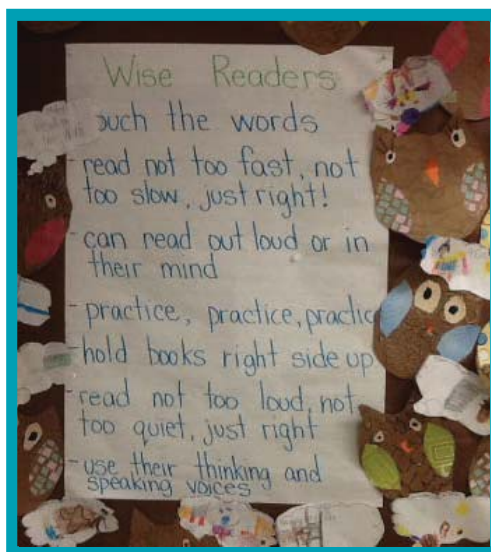 Wise Readers
ouch the words
- read not too fast, not
too slow, just right!
- can read out loud or in
their mind
- practice, practice, practic
- hold books right side up
- read not too loud, not
too quiet, just right
- use their thinking and
speaking voices